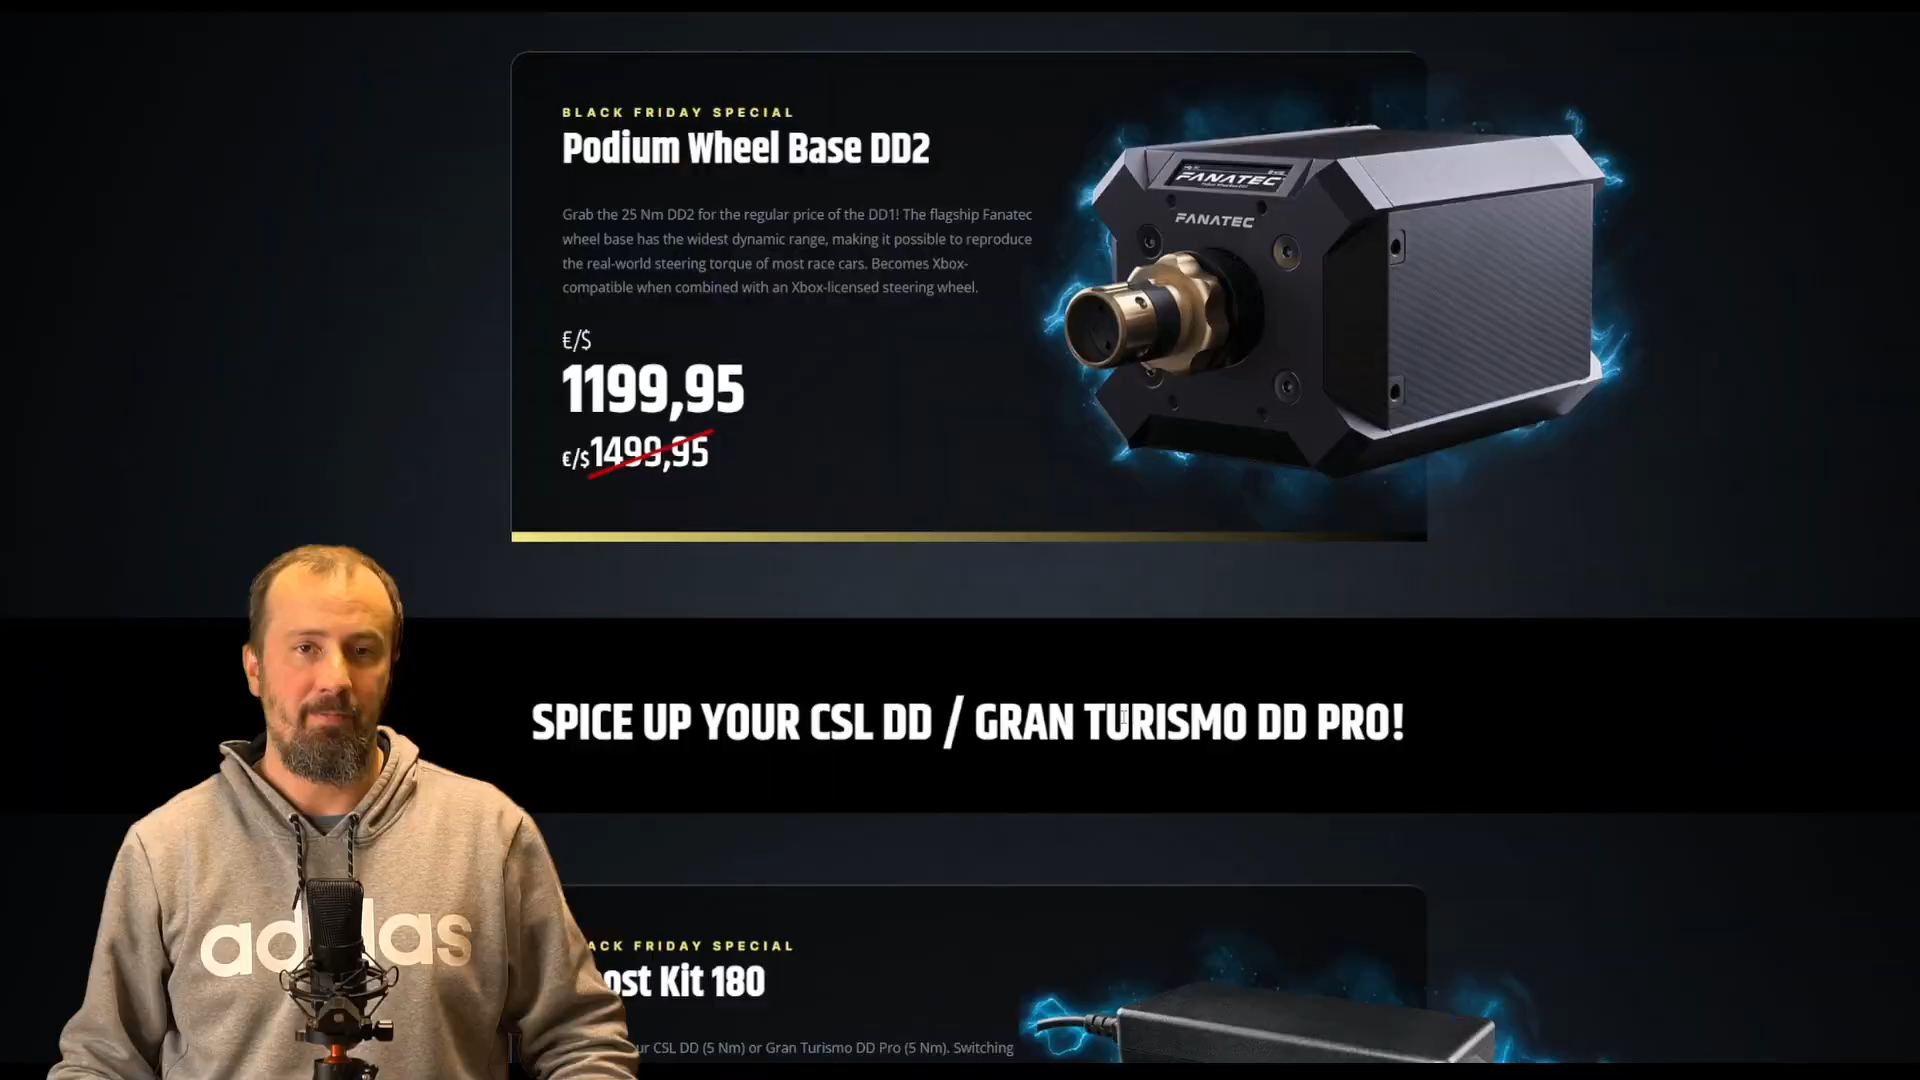 BLACK FRIDAY SPECIAL
Podium Wheel Base DD2
Grab the 25 Nm DD2 for the regular price of the DD1! The flagship Fanatec
wheel base has the widest dynamic range, making it possible to reproduce
the real-world steering torque of most race cars. Becomes Xbox-
compatible when combined with an Xbox-licensed steering wheel.
€/$
1199,95
€/$1499,95
FANATEC
FANATEC
SPICE UP YOUR CSL DD / GRAN TURISMO DD PRO!
ACK FRIDAY SPECIAL
ost Kit 180
ur CSL DD (5 Nm) or Gran Turismo DD Pro (5 Nm). Switching
ad las